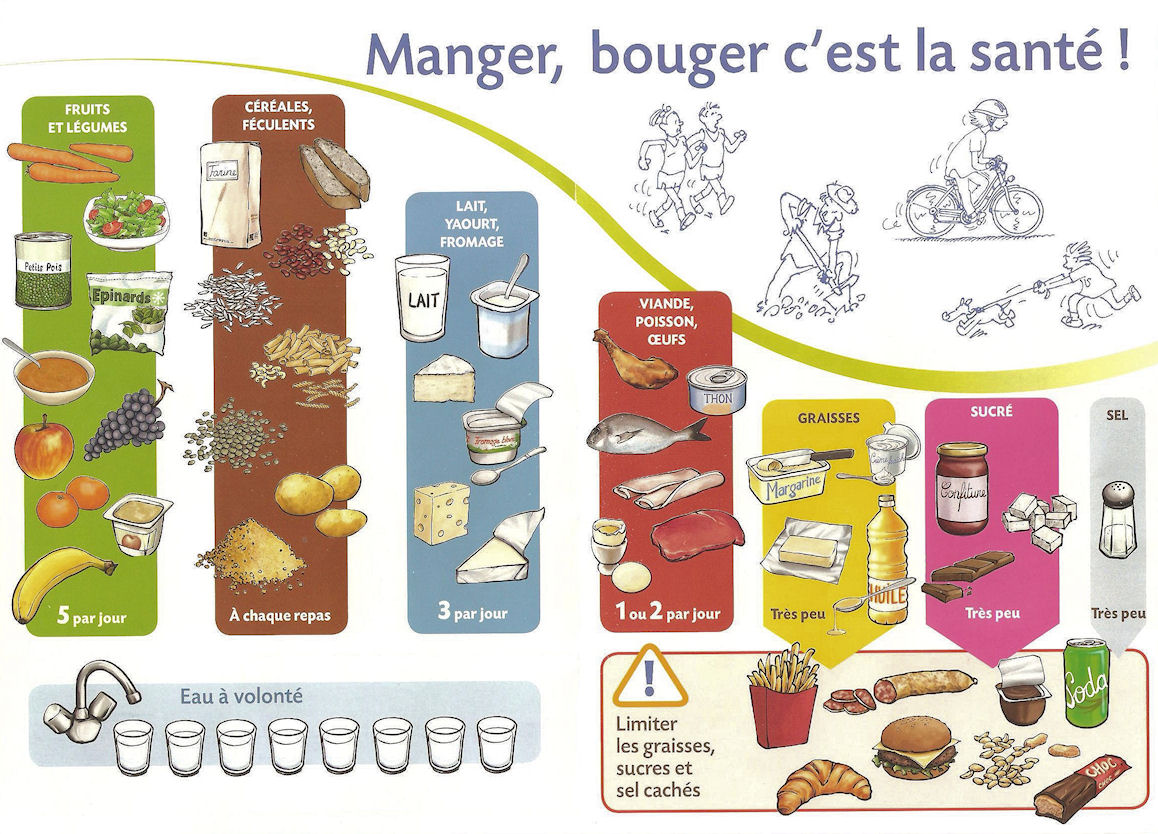 Manger, bouger c'est la santé !
FRUITS
ET LÉGUMES
Petits Pois
Epinards
5 par jour
CÉRÉALES,
FÉCULENTS
Farine
À chaque repas
LAIT,
YAOURT,
FROMAGE
LAIT
fromage blanc
3 par jour
VIANDE,
POISSON,
ŒUFS
THON
1 ou 2 par jour
GRAISSES
Margarine
HUILE
Très peu
SUCRÉ
Confiture
Très peu
SEL
Très peu
Eau à volonté
!
Limiter
les graisses,
sucres et
sel cachés
Soda
CHOC
CHOC